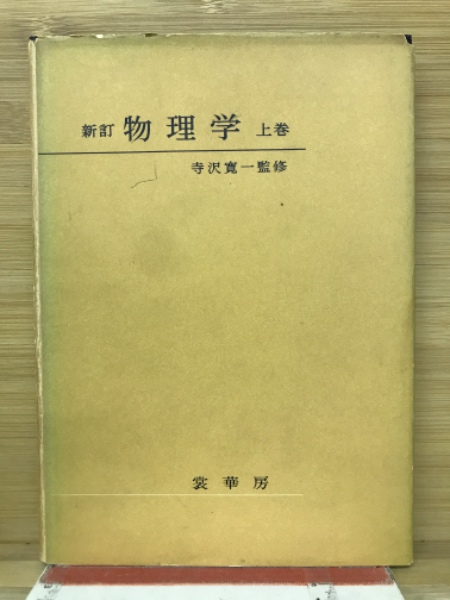 新訂 物理学 上巻
寺沢寛一監修
裳華房